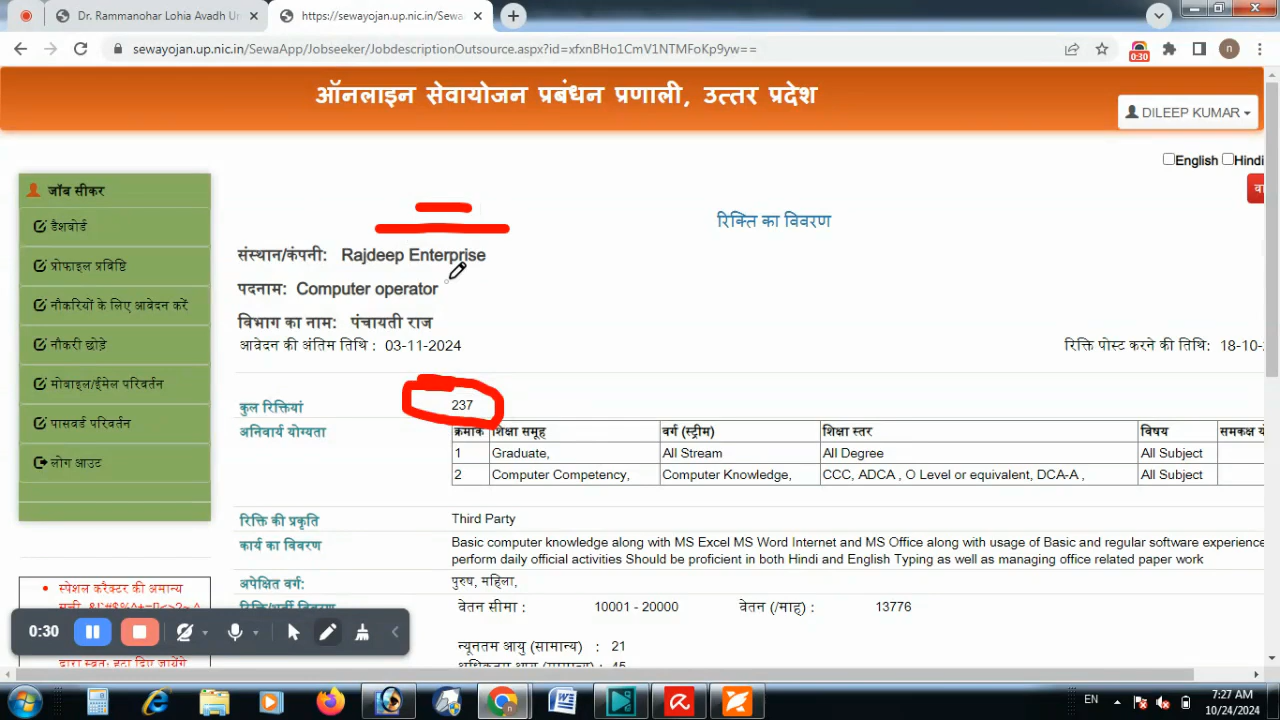 Dr. Rammanohar Lohia Avadh U
https://sewayojan.up.nic.in/Sewa
sewayojan.up.nic.in/SewaApp/Jobseeker/JobdescriptionOutsource.aspx?id=xfxnBHo1CmV1NTMFoKp9yw==
0:30
n
ऑनलाइन सेवायोजन प्रबंधन प्रणाली, उत्तर प्रदेश
DILEEP KUMAR
English Hindi
जॉब सीकर
डैशबोर्ड
प्रोफाइल प्रविष्टि
नौकरियों के लिए आवेदन करें
नौकरी छोड़े
मोबाइल/ईमेल परिवर्तन
पासवर्ड परिवर्तन
लोग आउट
रिक्ति का विवरण
संस्थान/कंपनी: Rajdeep Enterprise
पदनाम: Computer operator
विभाग का नाम: पंचायती राज
आवेदन की अंतिम तिथि : 03-11-2024 रिक्ति पोस्ट करने की तिथि: 18-10-
कुल रिक्तियां 237
अनिवार्य योग्यता
क्रमांक शिक्षा समूह वर्ग (स्ट्रीम) शिक्षा स्तर विषय समकक्ष
1 Graduate, All Stream All Degree All Subject
2 Computer Competency, Computer Knowledge, CCC, ADCA , O Level or equivalent, DCA-A , All Subject
रिक्ति की प्रकृति Third Party
कार्य का विवरण Basic computer knowledge along with MS Excel MS Word Internet and MS Office along with usage of Basic and regular software experience
perform daily official activities Should be proficient in both Hindi and English Typing as well as managing office related paper work
अपेक्षित वर्ग: पुरुष, महिला,
वेतन सीमा : 10001 - 20000 वेतन (/माह) : 13776
न्यूनतम आयु (सामान्य) : 21
स्पेशल करैक्टर की अमान्य
0:30
EN
7:27 AM
10/24/2024